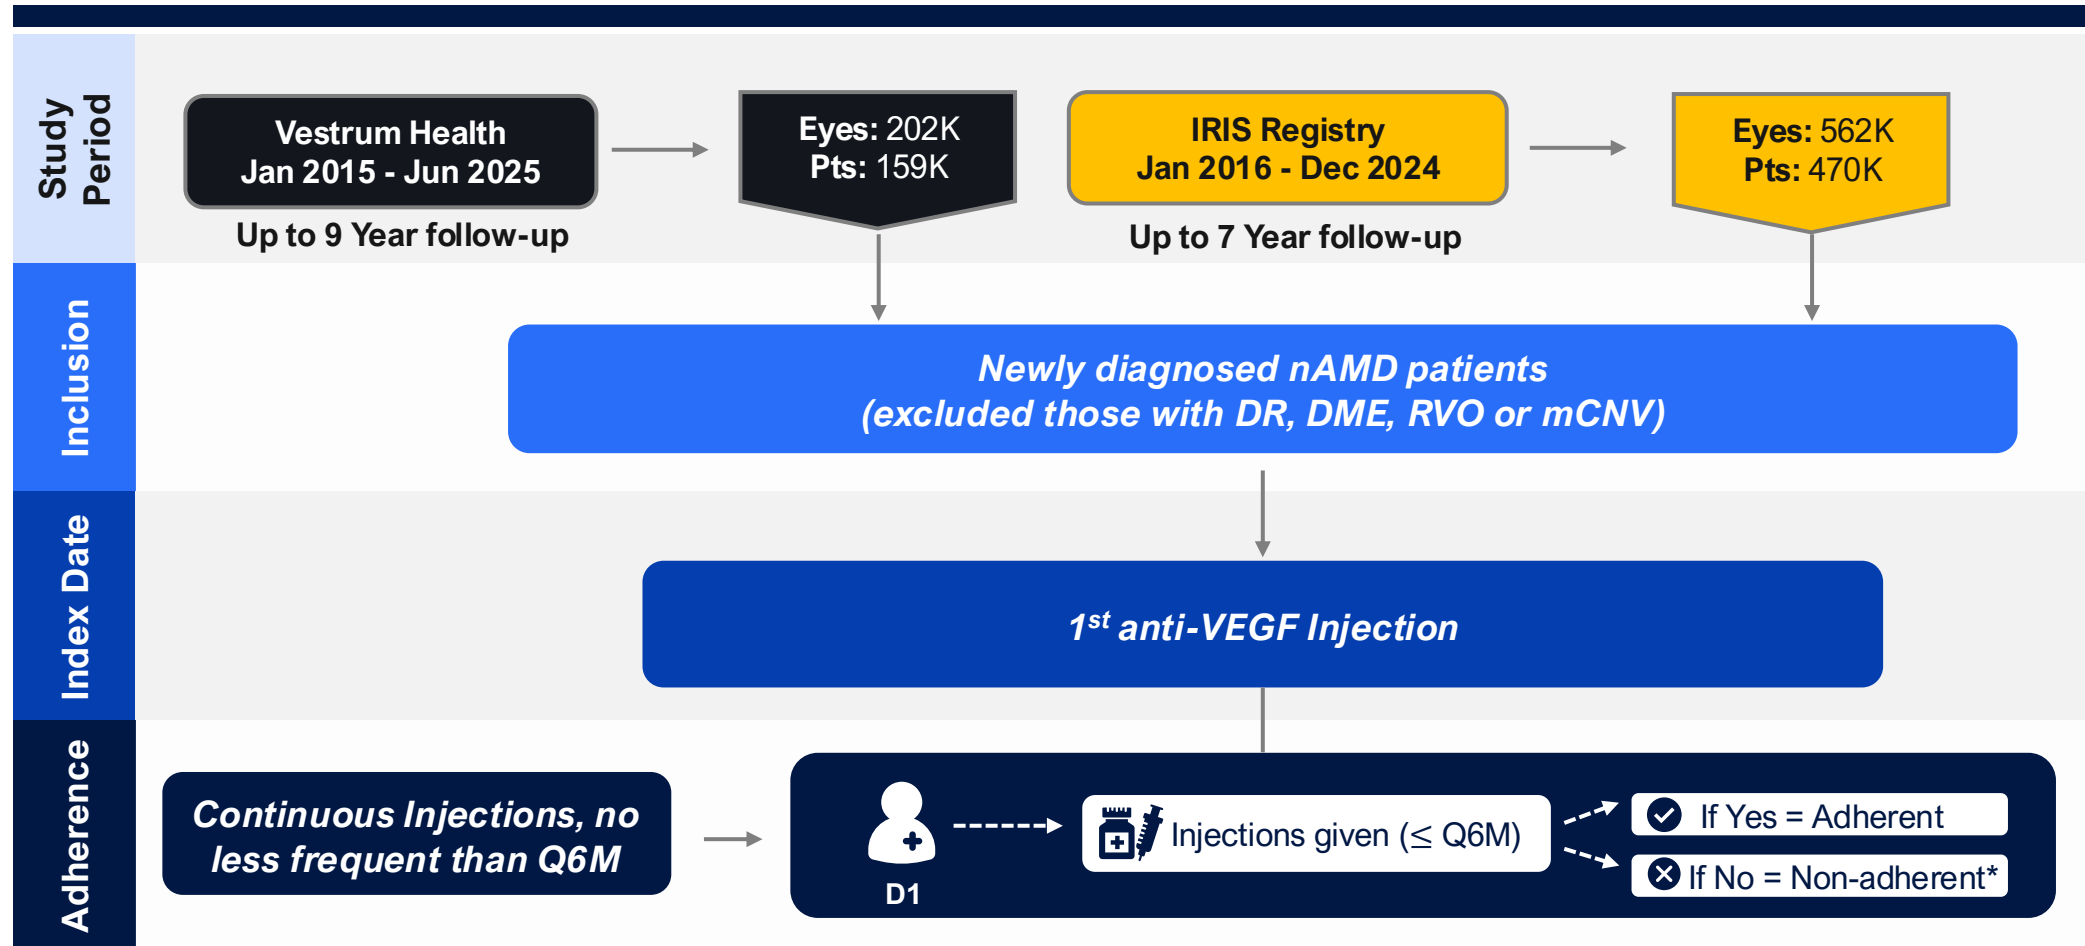 Study
Period
Vestrum Health
Jan 2015 - Jun 2025
Up to 9 Year follow-up
Eyes: 202K
Pts: 159K
IRIS Registry
Jan 2016 - Dec 2024
Up to 7 Year follow-up
Eyes: 562K
Pts: 470K
Inclusion
Newly diagnosed nAMD patients
(excluded those with DR, DME, RVO or mCNV)
Index Date
1st anti-VEGF Injection
Adherence
Continuous Injections, no
less frequent than Q6M
D1
Injections given (≤ Q6M)
If Yes = Adherent
If No = Non-adherent*